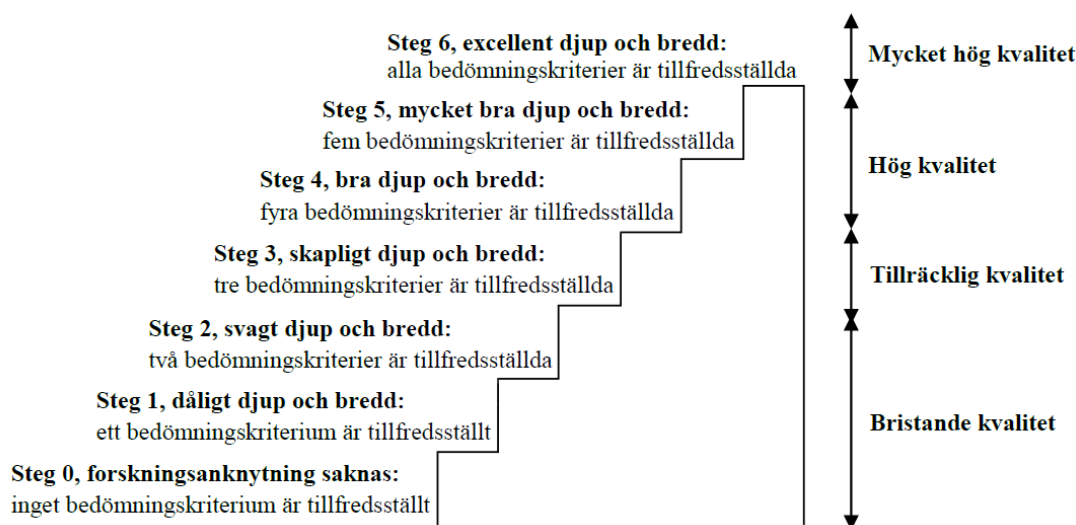 Steg 6, excellent djup och bredd:
alla bedömningskriterier är tillfredsställda
Mycket hög kvalitet
Steg 5, mycket bra djup och bredd:
fem bedömningskriterier är tillfredsställda
Hög kvalitet
Steg 4, bra djup och bredd:
fyra bedömningskriterier är tillfredsställda
Steg 3, skapligt djup och bredd:
tre bedömningskriterier är tillfredsställda
Tillräcklig kvalitet
Steg 2, svagt djup och bredd:
två bedömningskriterier är tillfredsställda
Steg 1, dåligt djup och bredd:
ett bedömningskriterium är tillfredsställt
Bristande kvalitet
Steg 0, forskningsanknytning saknas:
inget bedömningskriterium är tillfredsställt